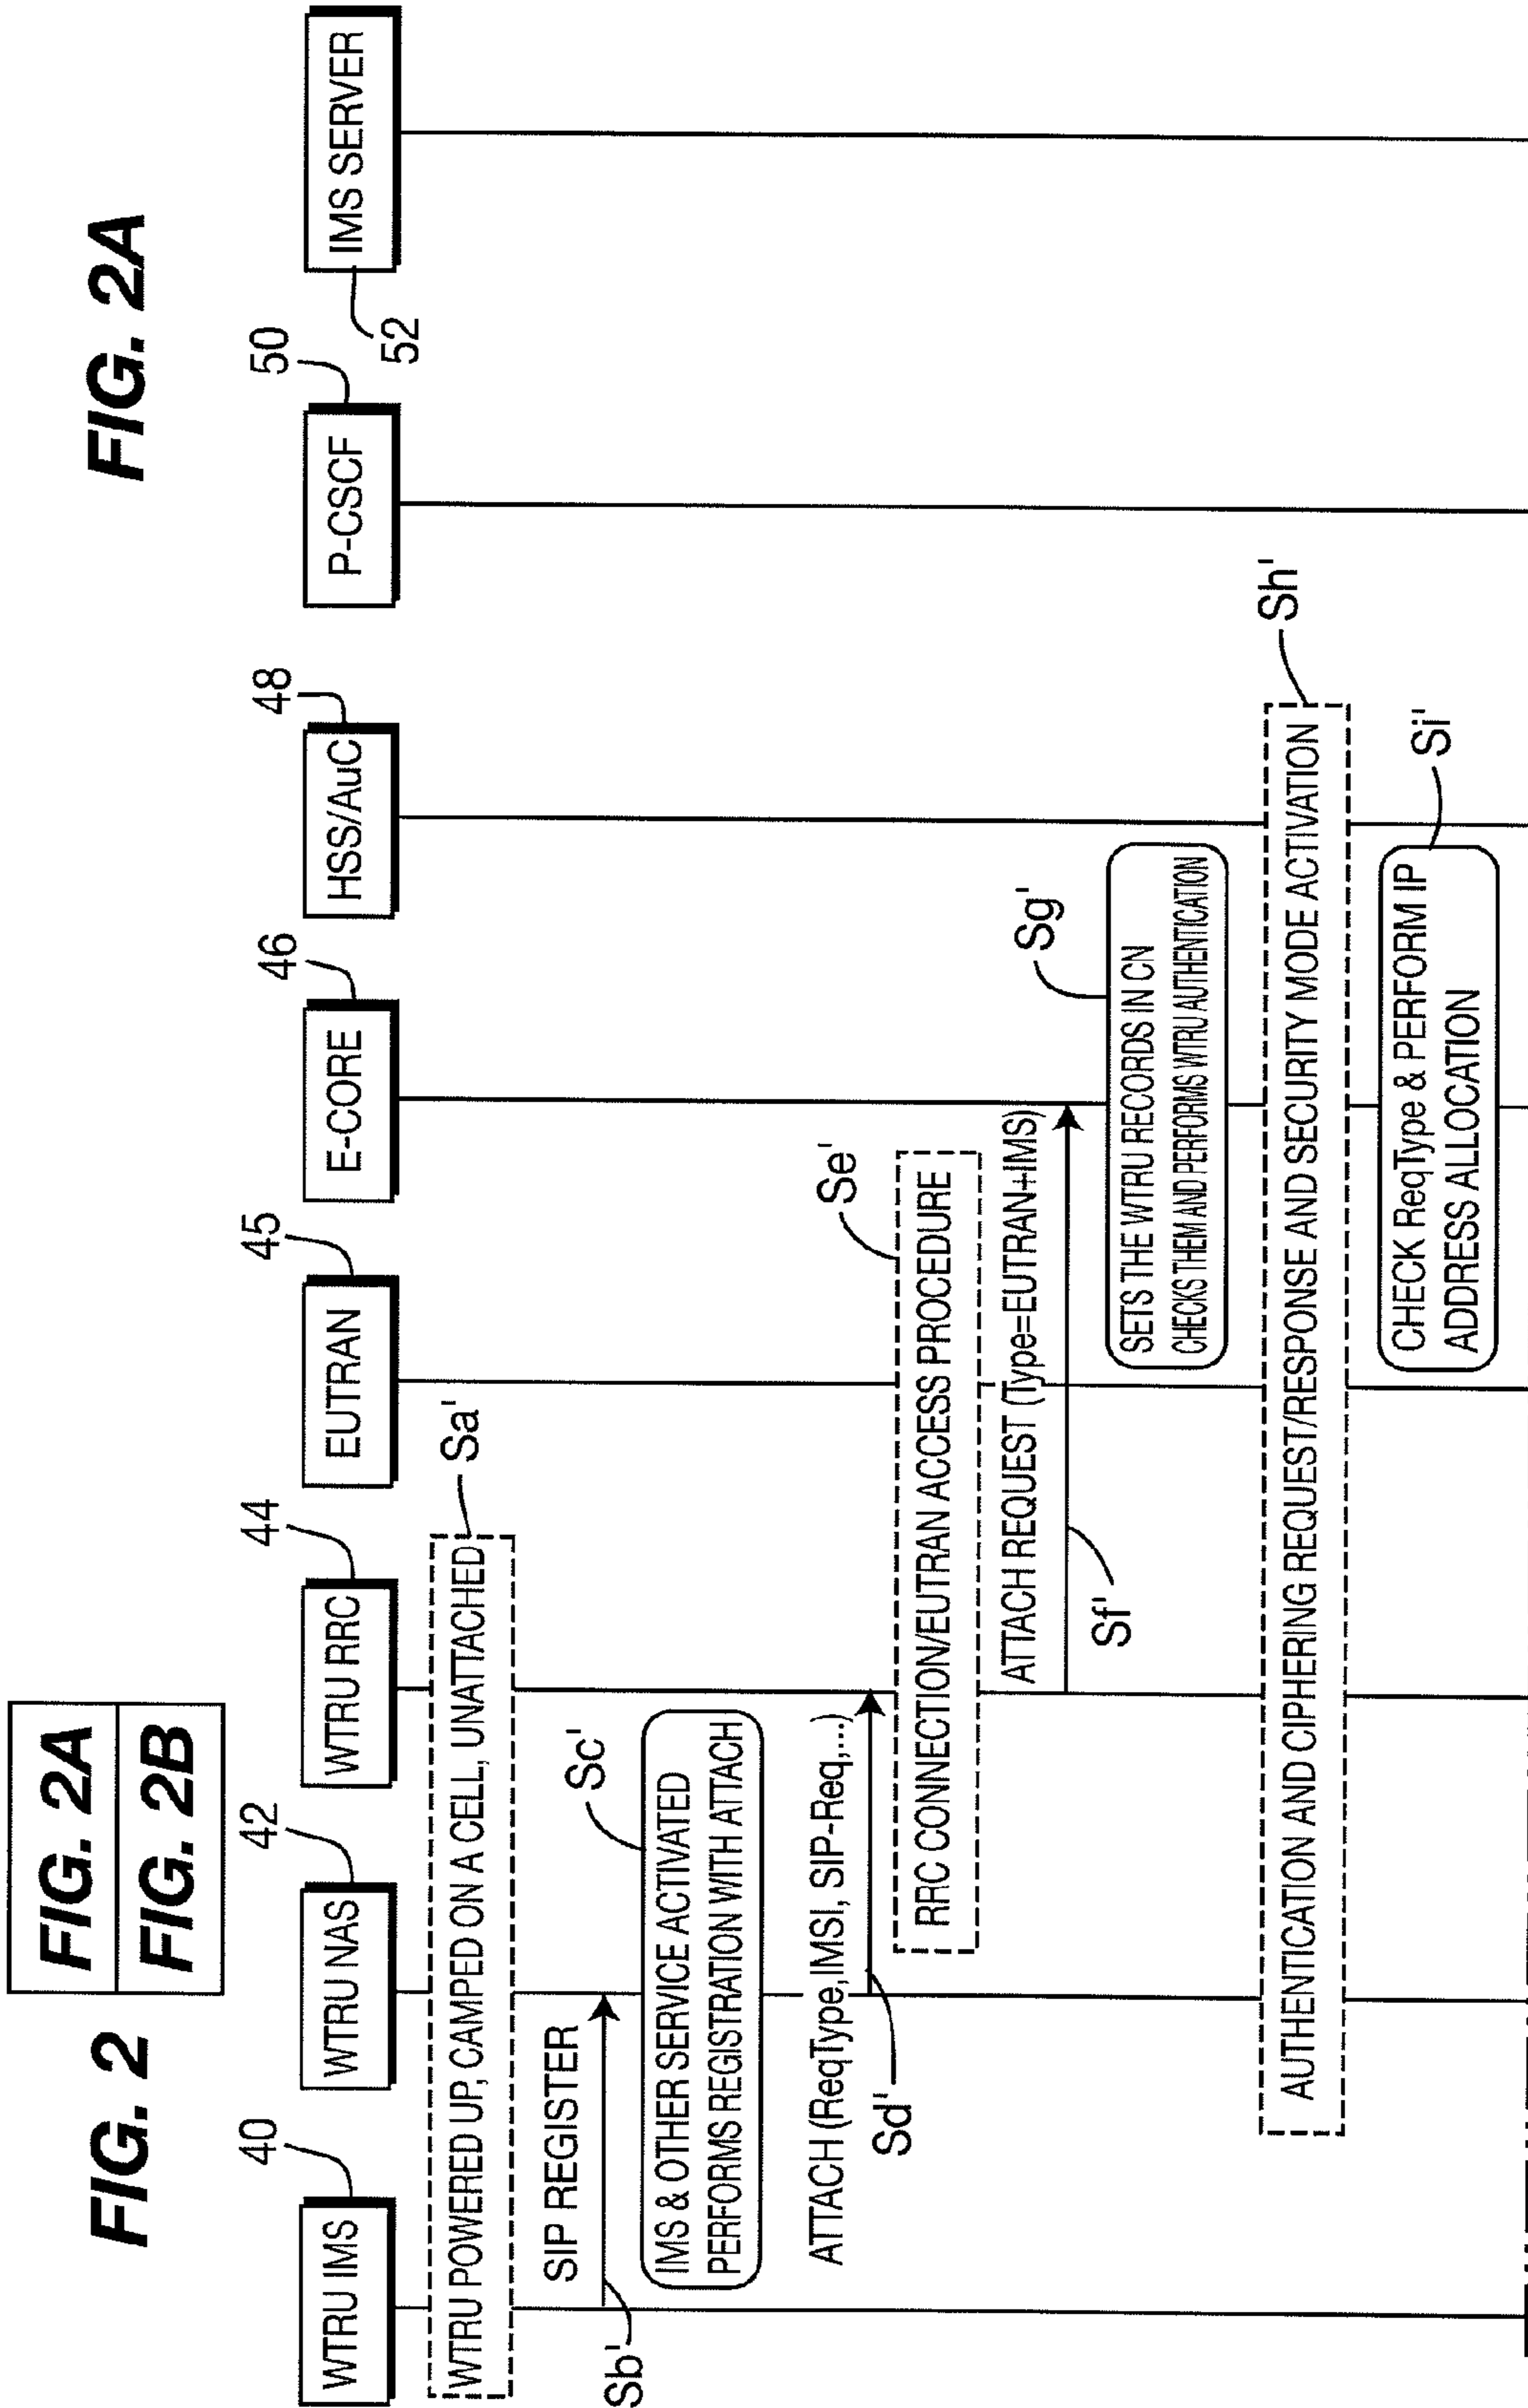 FIG. 2
FIG. 2A
FIG. 2B
FIG. 2A
40
42
44
45
46
48
50
52
WTRU IMS
WTRU NAS
WTRU RRC
EUTRAN
E-CORE
HSS/AuC
P-CSCF
IMS SERVER
WTRU POWERED UP, CAMPED ON A CELL, UNATTACHED
Sa'
SIP REGISTER
Sb'
IMS & OTHER SERVICE ACTIVATED
PERFORMS REGISTRATION WITH ATTACH
Sc'
ATTACH (ReqType,IMSI, SIP-Req,...)
Sd'
RRC CONNECTION/EUTRAN ACCESS PROCEDURE
Se'
ATTACH REQUEST (Type=EUTRAN+IMS)
Sf'
SETS THE WTRU RECORDS IN CN
CHECKS THEM AND PERFORMS WTRU AUTHENTICATION
Sg'
AUTHENTICATION AND CIPHERING REQUEST/RESPONSE AND SECURITY MODE ACTIVATION
Sh'
CHECK ReqType & PERFORM IP
ADDRESS ALLOCATION
Si'